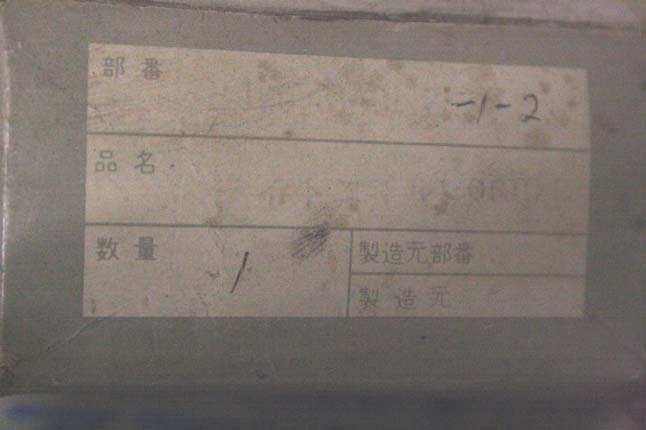 部番
-1-2
品名
数量 1
製造元部番
製造元